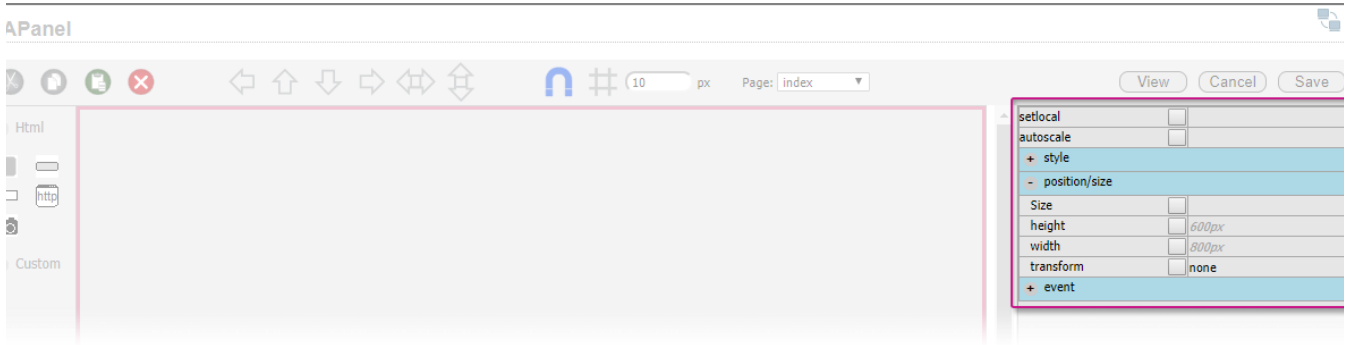 APanel
10 px Page: index
View Cancel Save
Html
http
Custom
setlocal
autoscale
+ style
- position/size
Size
height 600px
width 800px
transform none
+ event